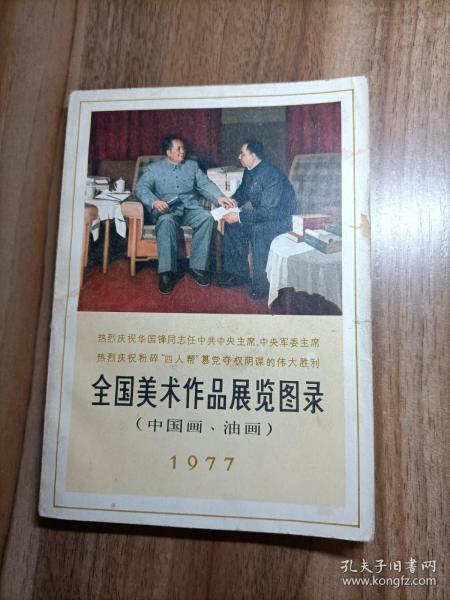 热烈庆祝华国锋同志任中共中央主席、中央军委主席
热烈庆祝粉碎“四人帮”篡党夺权阴谋的伟大胜利
全国美术作品展览图录
(中国画、油画)
1977
孔夫子旧书网
www.kongfz.com